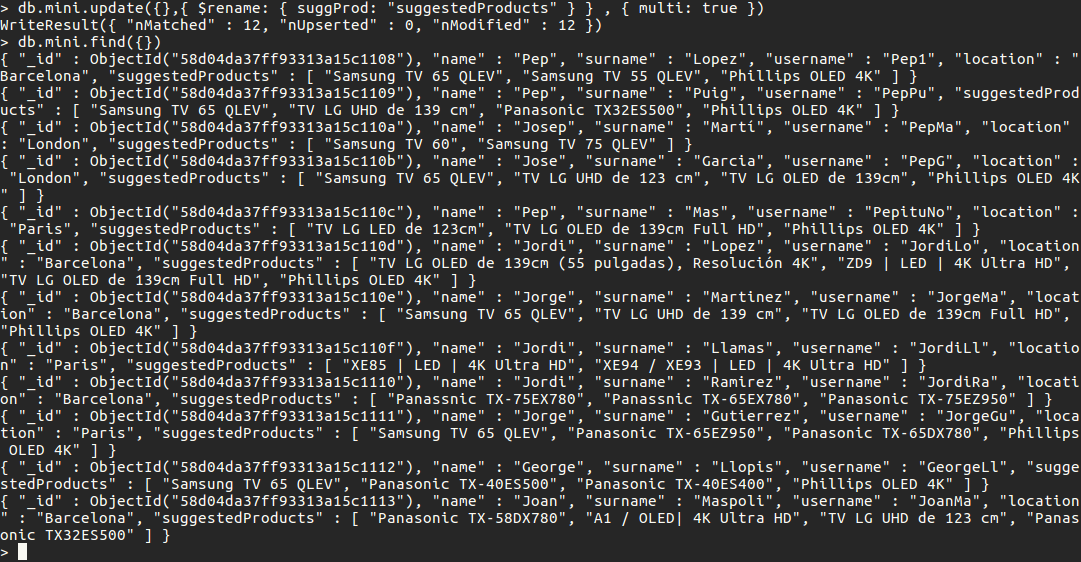 > db.mini.update({},{ $rename: { suggProd: "suggestedProducts" } } , { multi: true })
WriteResult({ "nMatched" : 12, "nUpserted" : 0, "nModified" : 12 })
> db.mini.find({})
{ "_id" : ObjectId("58d04da37ff93313a15c1108"), "name" : "Pep", "surname" : "Lopez", "username" : "Pep1", "location" : "
Barcelona", "suggestedProducts" : [ "Samsung TV 65 QLEV", "Samsung TV 55 QLEV", "Phillips OLED 4K" ] }
{ "_id" : ObjectId("58d04da37ff93313a15c1109"), "name" : "Pep", "surname" : "Puig", "username" : "PepPu", "suggestedProd
ucts" : [ "Samsung TV 65 QLEV", "TV LG UHD de 139 cm", "Panasonic TX32ES500", "Phillips OLED 4K" ] }
{ "_id" : ObjectId("58d04da37ff93313a15c110a"), "name" : "Josep", "surname" : "Martí", "username" : "PepMa", "location"
: "London", "suggestedProducts" : [ "Samsung TV 60", "Samsung TV 75 QLEV" ] }
{ "_id" : ObjectId("58d04da37ff93313a15c110b"), "name" : "Jose", "surname" : "Garcia", "username" : "PepG", "location" :
"London", "suggestedProducts" : [ "Samsung TV 65 QLEV", "TV LG UHD de 123 cm", "TV LG OLED de 139cm", "Phillips OLED 4K
" ] }
{ "_id" : ObjectId("58d04da37ff93313a15c110c"), "name" : "Pep", "surname" : "Mas", "username" : "PepituNo", "location" :
"Paris", "suggestedProducts" : [ "TV LG LED de 123cm", "TV LG OLED de 139cm Full HD", "Phillips OLED 4K" ] }
{ "_id" : ObjectId("58d04da37ff93313a15c110d"), "name" : "Jordi", "surname" : "Lopez", "username" : "JordiLo", "location
" : "Barcelona", "suggestedProducts" : [ "TV LG OLED de 139cm (55 pulgadas), Resolución 4K", "ZD9 | LED | 4K Ultra HD",
"TV LG OLED de 139cm Full HD", "Phillips OLED 4K" ] }
{ "_id" : ObjectId("58d04da37ff93313a15c110e"), "name" : "Jorge", "surname" : "Martinez", "username" : "JorgeMa", "locat
ion" : "Barcelona", "suggestedProducts" : [ "Samsung TV 65 QLEV", "TV LG UHD de 139 cm", "TV LG OLED de 139cm Full HD",
"Phillips OLED 4K" ] }
{ "_id" : ObjectId("58d04da37ff93313a15c110f"), "name" : "Jordi", "surname" : "Llamas", "username" : "JordiLl", "locatio
n" : "Paris", "suggestedProducts" : [ "XE85 | LED | 4K Ultra HD", "XE94 / XE93 | LED | 4K Ultra HD" ] }
{ "_id" : ObjectId("58d04da37ff93313a15c1110"), "name" : "Jordi", "surname" : "Ramirez", "username" : "JordiRa", "locati
on" : "Barcelona", "suggestedProducts" : [ "Panassnic TX-75EX780", "Panassnic TX-65EX780", "Panasonic TX-75EZ950" ] }
{ "_id" : ObjectId("58d04da37ff93313a15c1111"), "name" : "Jorge", "surname" : "Gutierrez", "username" : "JorgeGu", "loca
tion" : "Paris", "suggestedProducts" : [ "Samsung TV 65 QLEV", "Panasonic TX-65EZ950", "Panasonic TX-65DX780", "Phillips
OLED 4K" ] }
{ "_id" : ObjectId("58d04da37ff93313a15c1112"), "name" : "George", "surname" : "Llopis", "username" : "GeorgeLl", "sugge
stedProducts" : [ "Samsung TV 65 QLEV", "Panasonic TX-40ES500", "Panasonic TX-40ES400", "Phillips OLED 4K" ] }
{ "_id" : ObjectId("58d04da37ff93313a15c1113"), "name" : "Joan", "surname" : "Maspoli", "username" : "JoanMa", "location
" : "Barcelona", "suggestedProducts" : [ "Panasonic TX-58DX780", "A1 / OLED| 4K Ultra HD", "TV LG UHD de 123 cm", "Panas
onic TX32ES500" ] }
>